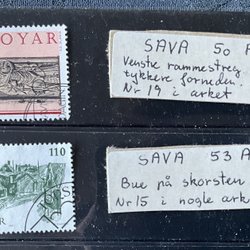 OYAR
SAVA 50 A
Venstre rammestreg
tykkere forneden.
Nr 19 i arket
110
SAVA 53 A
Bue på skorsten
Nr 15 i nogle ark